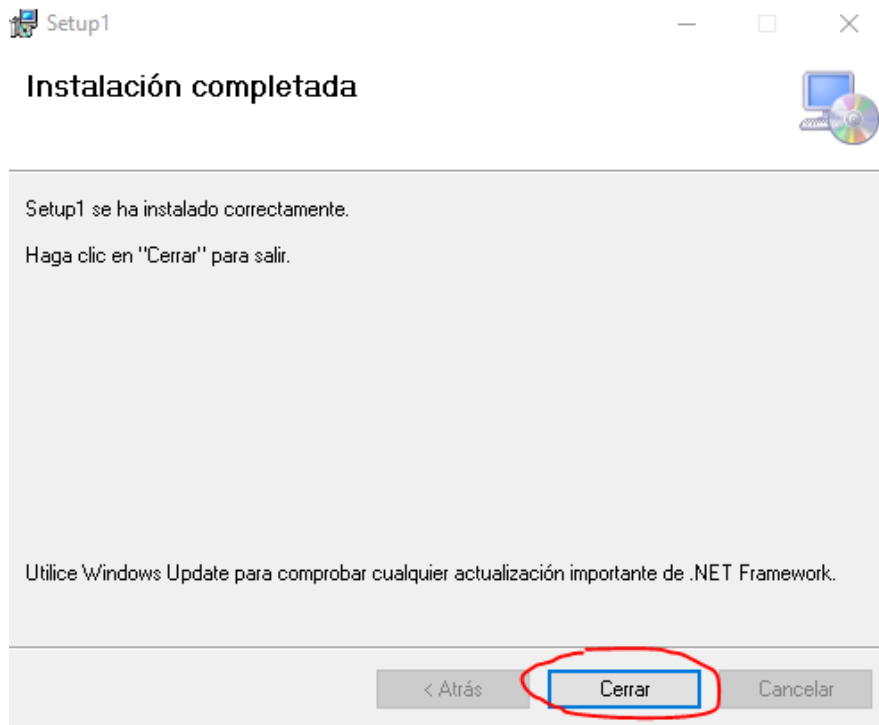 Setup1
Instalación completada
Setup1 se ha instalado correctamente.
Haga clic en "Cerrar" para salir.
Utilice Windows Update para comprobar cualquier actualización importante de .NET Framework.
< Atrás
Cerrar
Cancelar